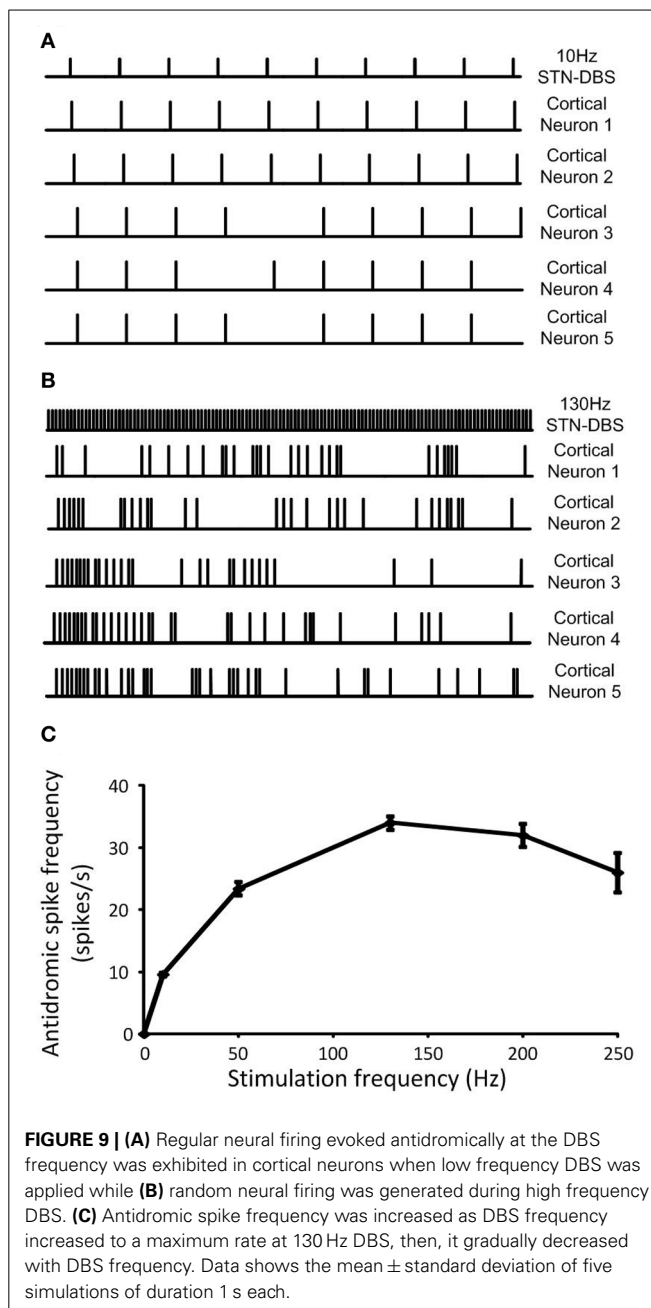 A
10Hz
STN-DBS
Cortical
Neuron 1
Cortical
Neuron 2
Cortical
Neuron 3
Cortical
Neuron 4
Cortical
Neuron 5
B
130Hz
STN-DBS
Cortical
Neuron 1
Cortical
Neuron 2
Cortical
Neuron 3
Cortical
Neuron 4
Cortical
Neuron 5
C
Antidromic spike frequency
(spikes/s)
40
30
20
10
0
0 50 100 150 200 250
Stimulation frequency (Hz)
FIGURE 9 | (A) Regular neural firing evoked antidromically at the DBS
frequency was exhibited in cortical neurons when low frequency DBS was
applied while (B) random neural firing was generated during high frequency
DBS. (C) Antidromic spike frequency was increased as DBS frequency
increased to a maximum rate at 130 Hz DBS, then, it gradually decreased
with DBS frequency. Data shows the mean ± standard deviation of five
simulations of duration 1 s each.